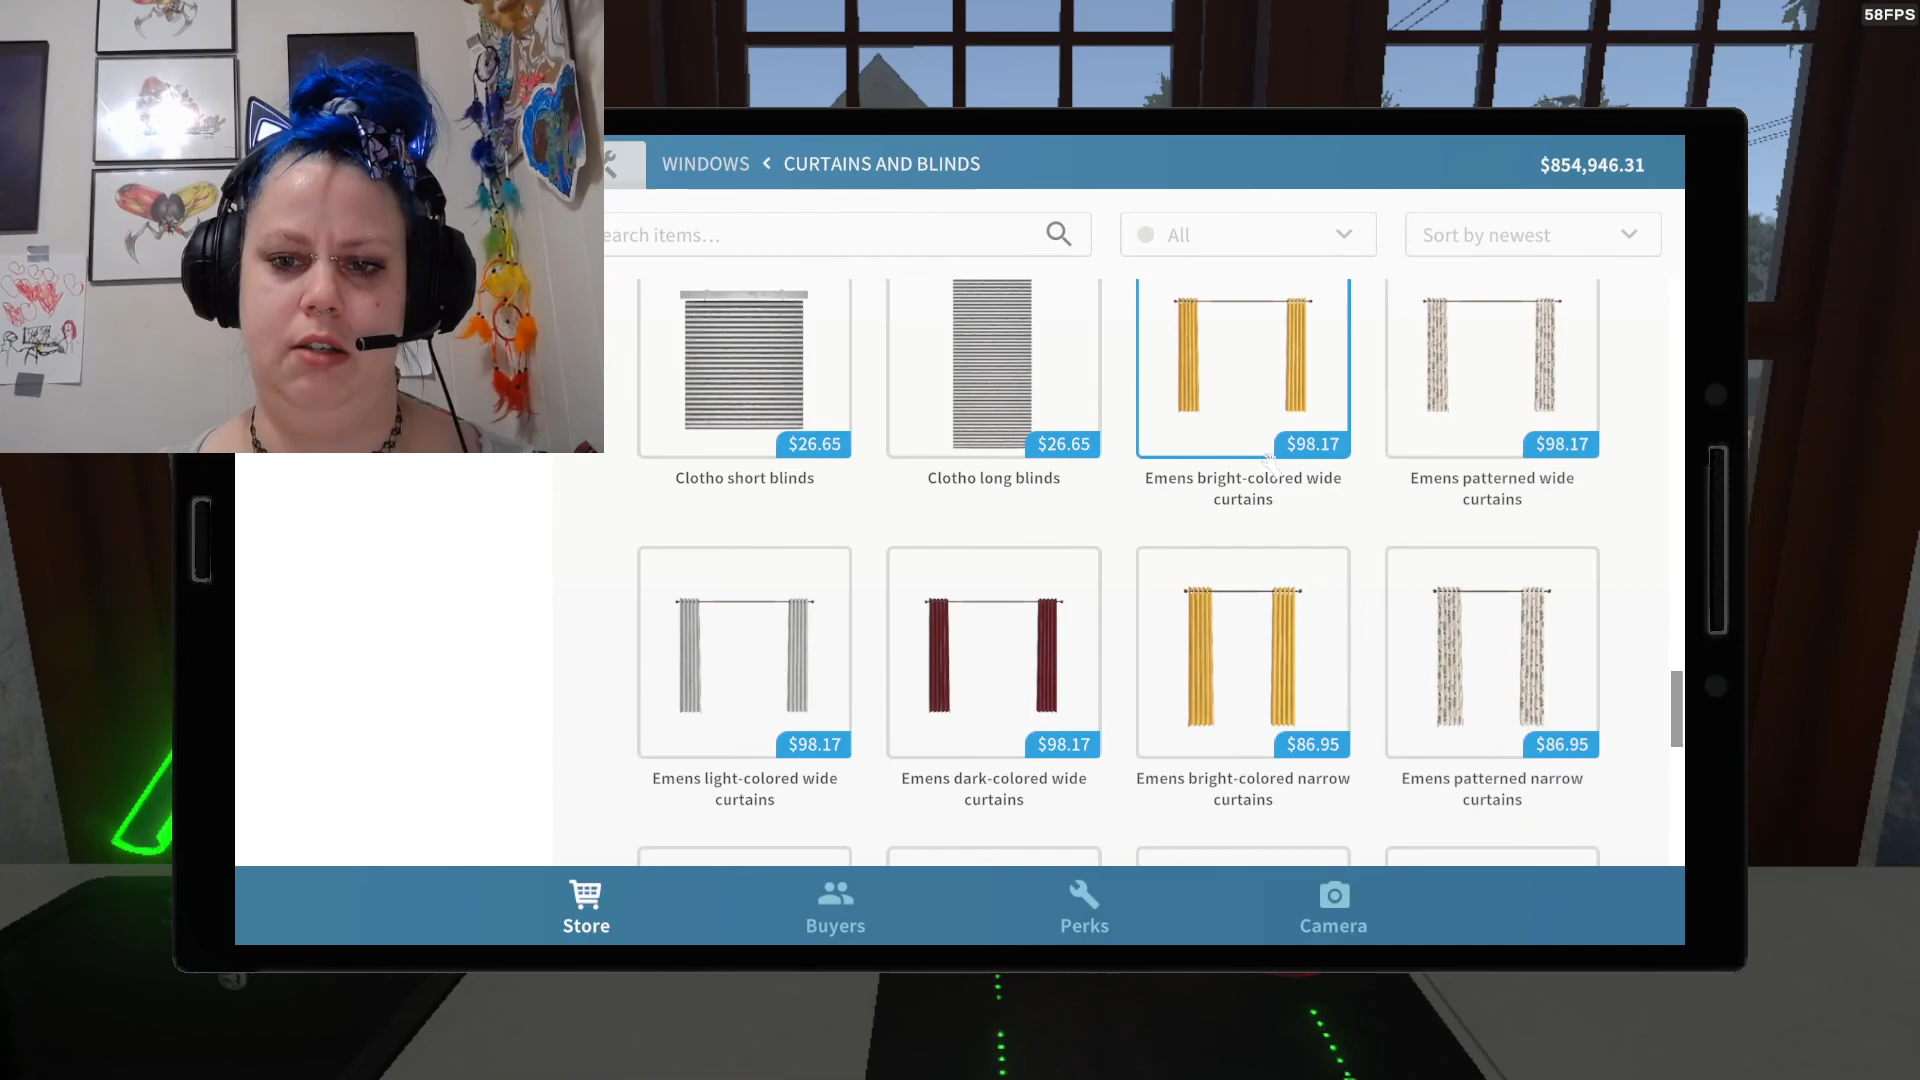 58FPS
WINDOWS < CURTAINS AND BLINDS
$854,946.31
earch items...
All
Sort by newest
$26.65
$26.65
$98.17
$98.17
Clotho short blinds
Clotho long blinds
Emens bright-colored wide
curtains
Emens patterned wide
curtains
$98.17
$98.17
$86.95
$86.95
Emens light-colored wide
curtains
Emens dark-colored wide
curtains
Emens bright-colored narrow
curtains
Emens patterned narrow
curtains
Store
Buyers
Perks
Camera